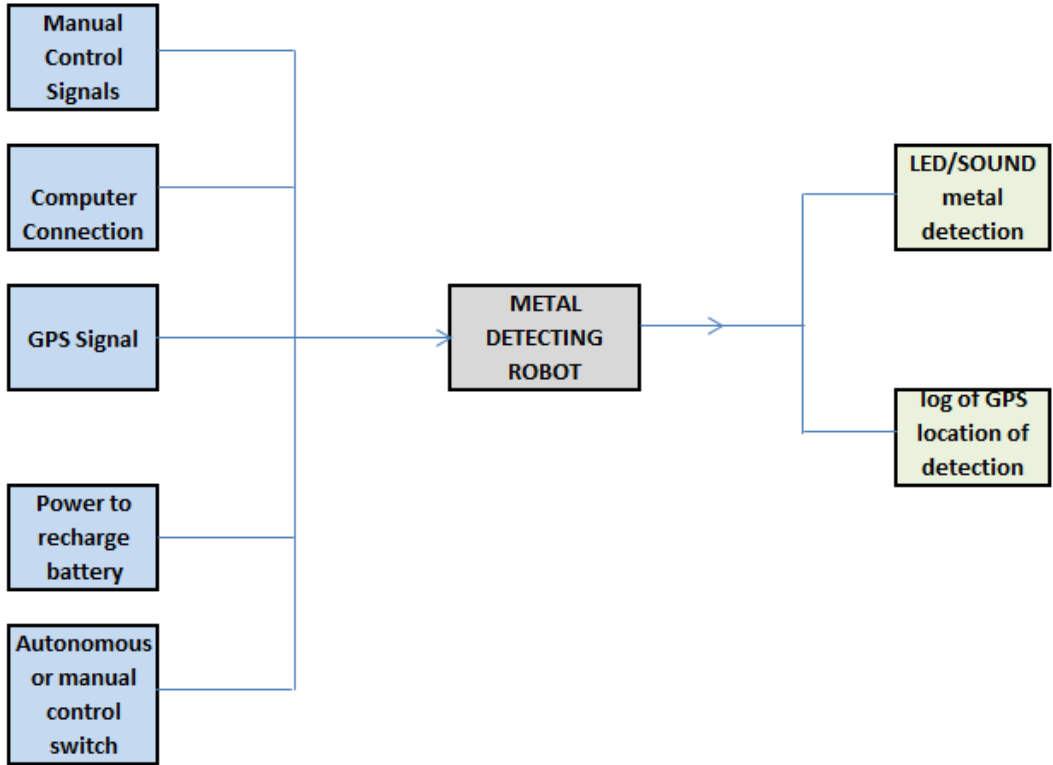 Manual
Control
Signals
Computer
Connection
GPS Signal
Power to
recharge
battery
Autonomous
or manual
control
switch
METAL
DETECTING
ROBOT
LED/SOUND
metal
detection
log of GPS
location of
detection